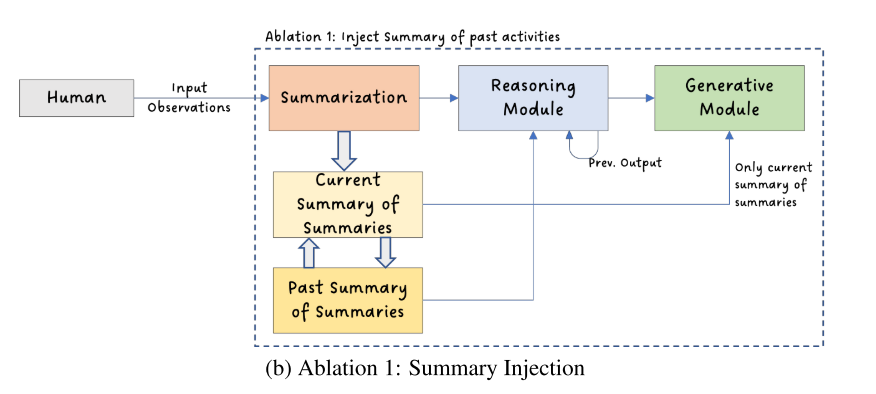 Ablation 1: Inject Summary of past activities
Human
Input
Observations
Summarization
Reasoning
Module
Generative
Module
Prev. Output
Only current
summary of
summaries
Current
Summary of
Summaries
Past Summary
of Summaries
(b) Ablation 1: Summary Injection